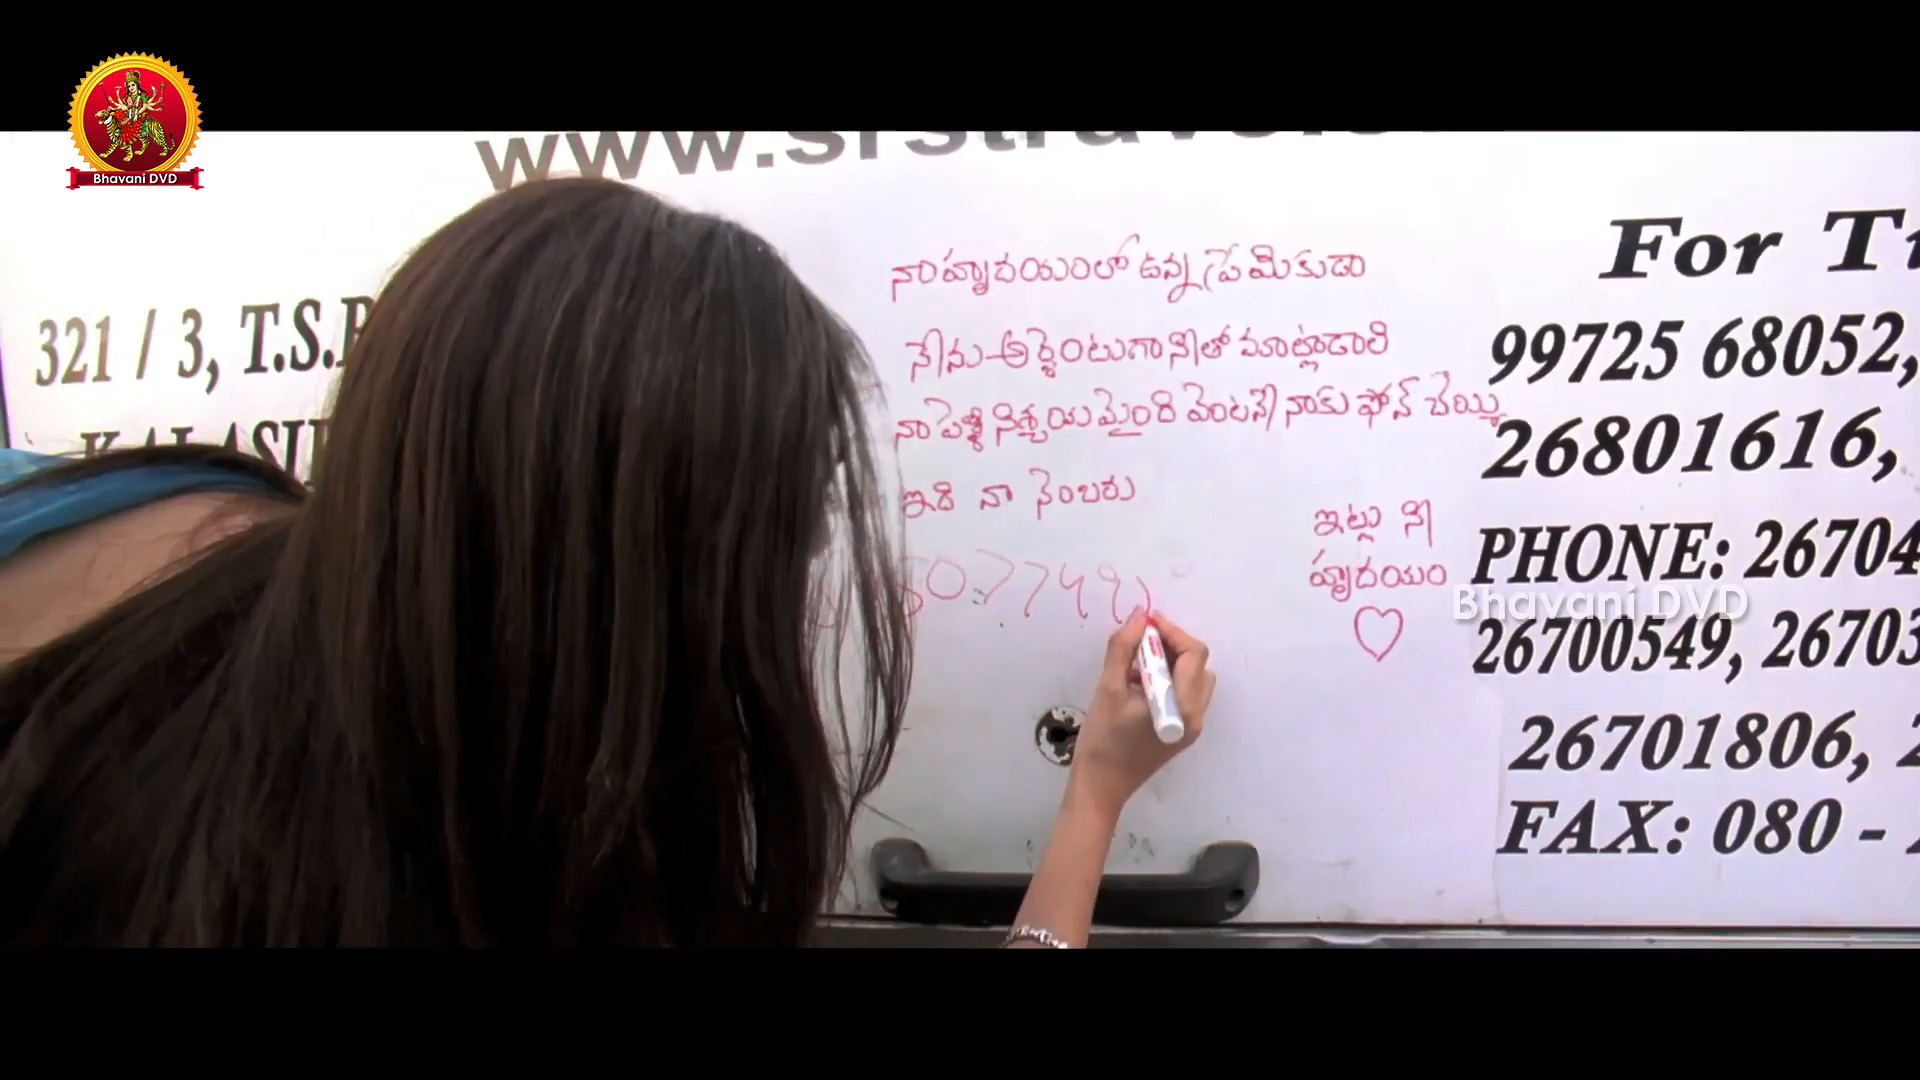 Bhavani DVD
www.srstravels
321 / 3, T.S.
నా హృదయంలో ఉన్న ప్రేమికుడా
నేను అర్జెంటుగా నీతో మాట్లాడాలి
నా పెళ్ళి నిశ్చయమైంది వెంటనే నాకు ఫోన్ చెయ్యి
ఇది నా నెంబరు
ఇట్లు నీ
హృదయం
For
99725 68052,
26801616,
PHONE: 26704
Bhavani DVD
26700549, 26703
26701806,
FAX: 080 -